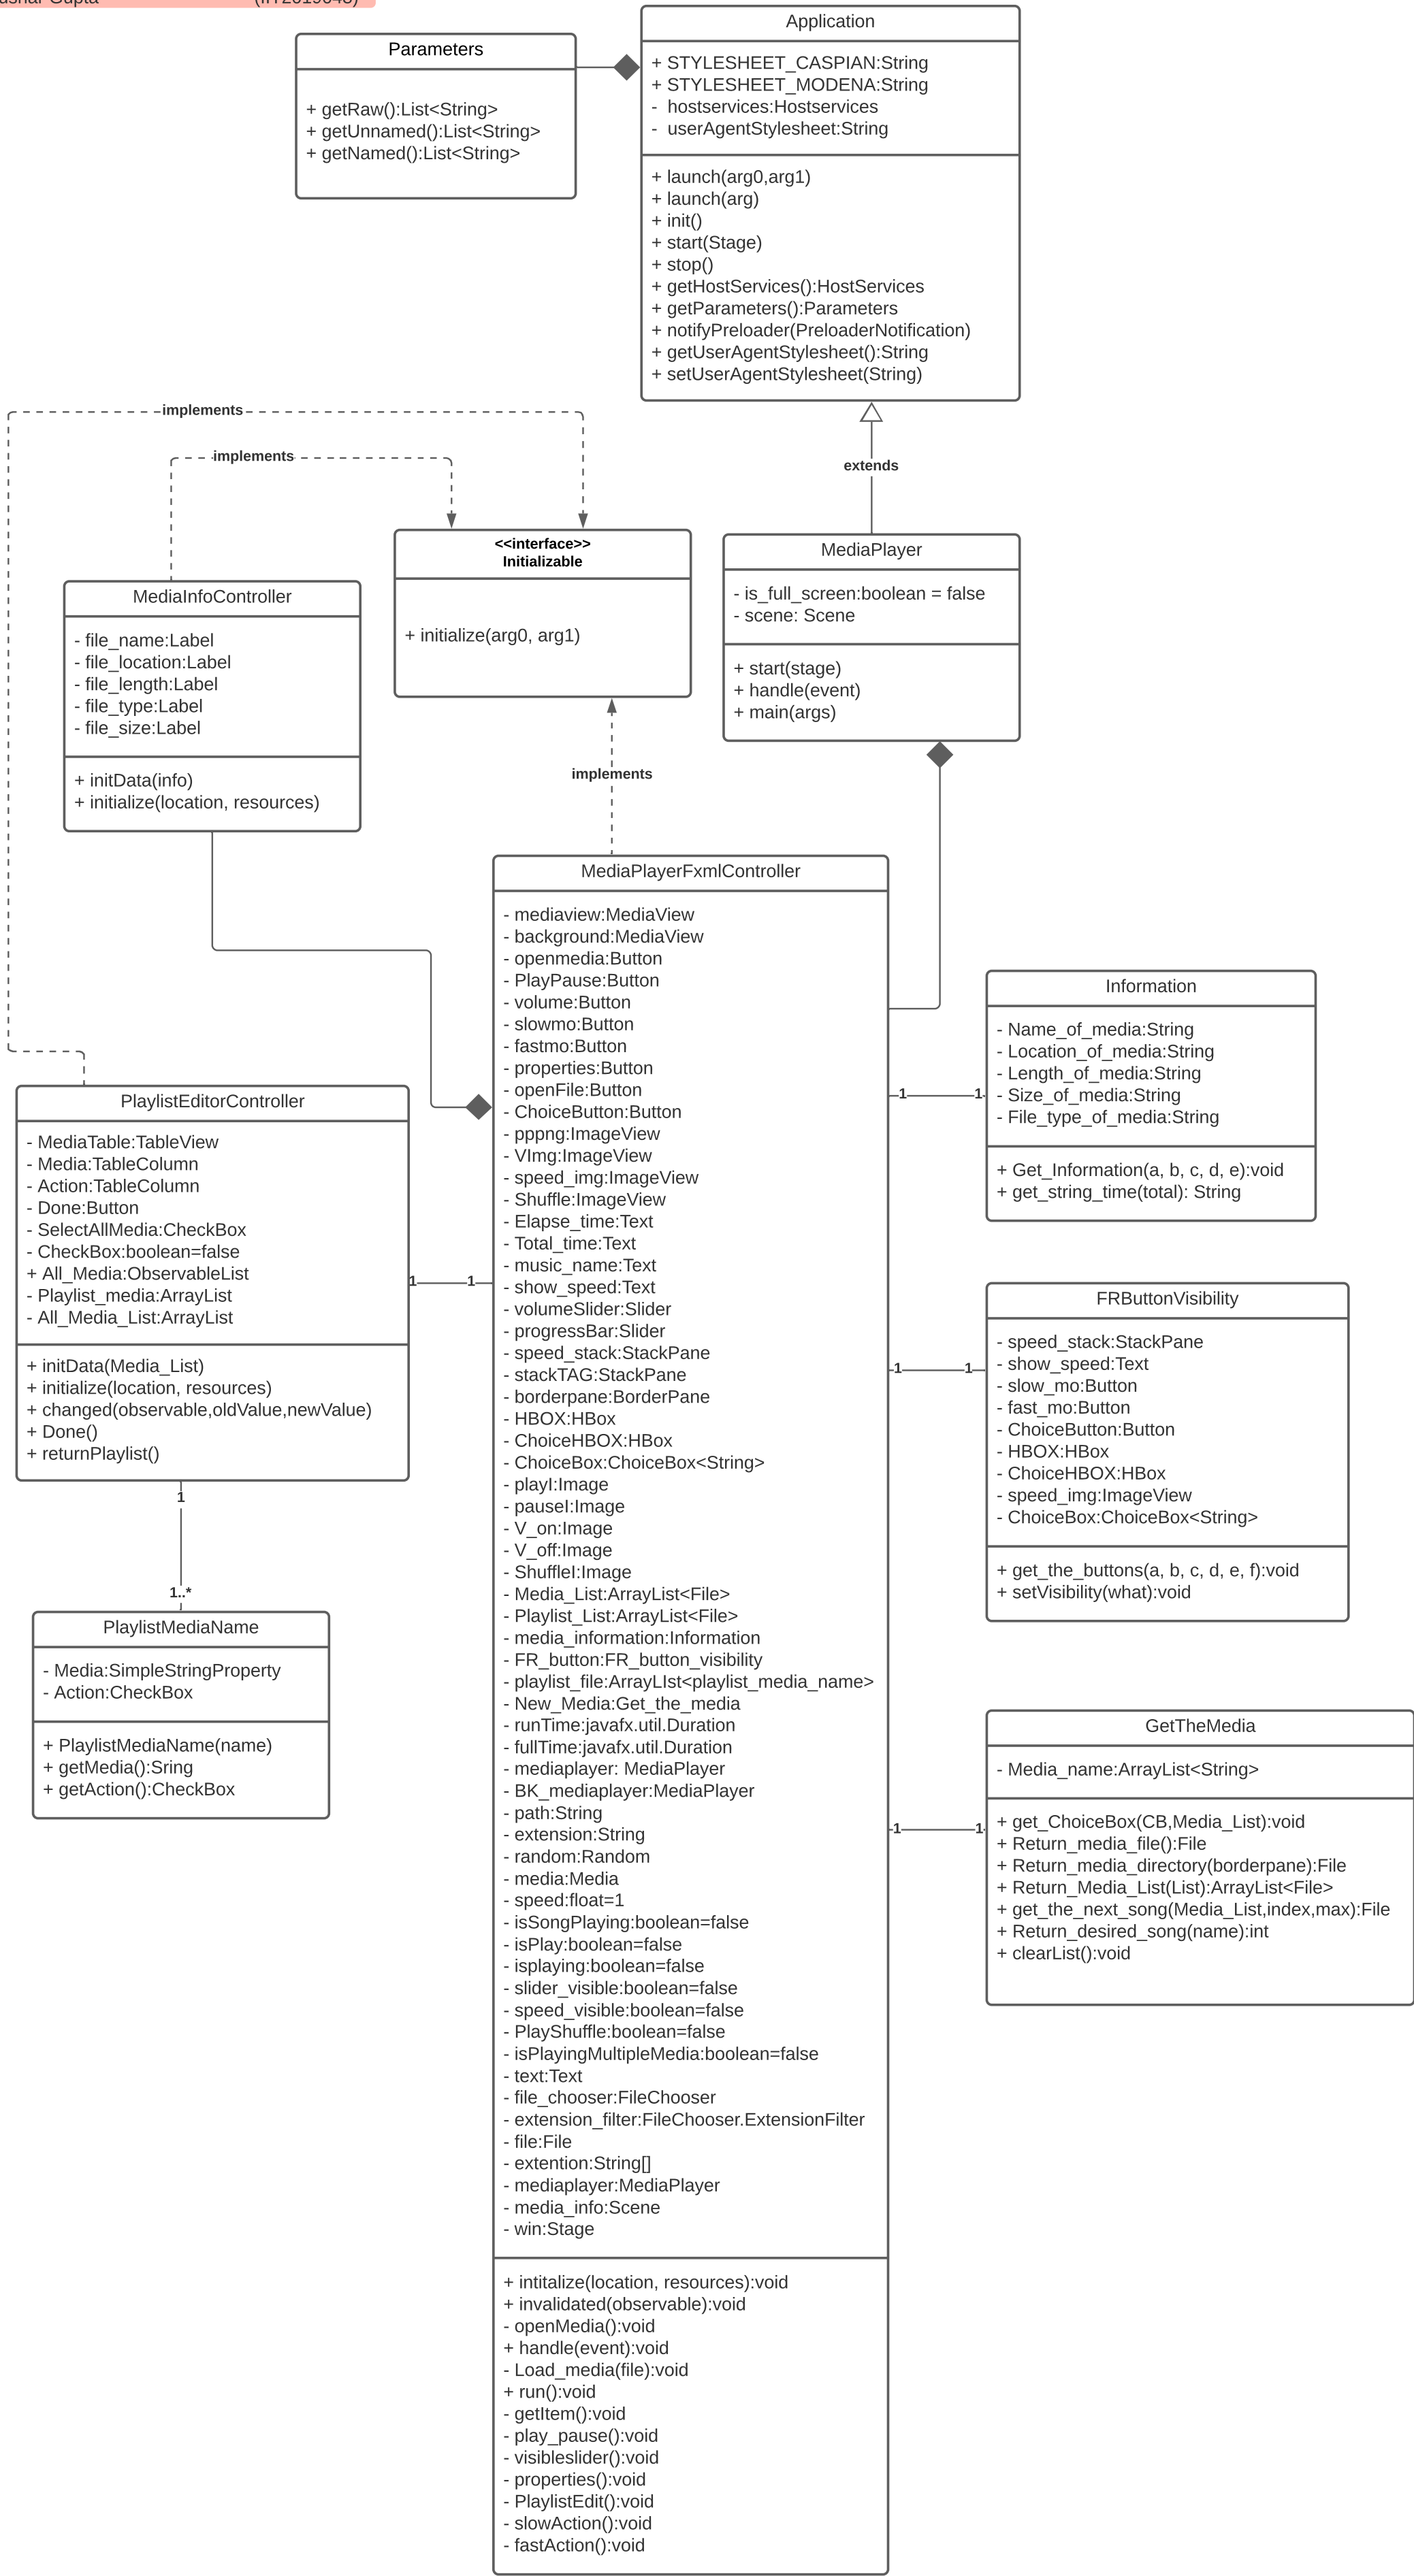 Gupta
Parameters
+ getRaw():List<String>
+ getUnnamed():List<String>
+ getNamed():List<String>
Application
+ STYLESHEET_CASPIAN:String
+ STYLESHEET_MODENA:String
- hostservices:Hostservices
- userAgentStylesheet:String
+ launch(arg0,arg1)
+ launch(arg)
+ init()
+ start(Stage)
+ stop()
+ getHostServices():HostServices
+ getParameters():Parameters
+ notifyPreloader(PreloaderNotification)
+ getUserAgentStylesheet():String
+ setUserAgentStylesheet(String)
implements
implements
extends
<<interface>>
Initializable
+ initialize(arg0, arg1)
MediaPlayer
- is_full_screen:boolean = false
- scene: Scene
+ start(stage)
+ handle(event)
+ main(args)
MediaInfoController
- file_name:Label
- file_location:Label
- file_length:Label
- file_type:Label
- file_size:Label
+ initData(info)
+ initialize(location, resources)
implements
MediaPlayerFxmlController
- mediaview:MediaView
- background:MediaView
- openmedia:Button
- PlayPause:Button
- volume:Button
- slowmo:Button
- fastmo:Button
- properties:Button
- openFile:Button
- ChoiceButton:Button
- pppng:ImageView
- VImg:ImageView
- speed_img:ImageView
- Shuffle:ImageView
- Elapse_time:Text
- Total_time:Text
- music_name:Text
- show_speed:Text
- volumeSlider:Slider
- progressBar:Slider
- speed_stack:StackPane
- stackTAG:StackPane
- borderpane:BorderPane
- HBOX:HBox
- ChoiceHBOX:HBox
- ChoiceBox:ChoiceBox<String>
- playI:Image
- pauseI:Image
- V_on:Image
- V_off:Image
- ShuffleI:Image
- Media_List:ArrayList<File>
- Playlist_List:ArrayList<File>
- media_information:Information
- FR_button:FR_button_visibility
- playlist_file:ArrayLIst<playlist_media_name>
- New_Media:Get_the_media
- runTime:javafx.util.Duration
- fullTime:javafx.util.Duration
- mediaplayer: MediaPlayer
- BK_mediaplayer:MediaPlayer
- path:String
- extension:String
- random:Random
- media:Media
- speed:float=1
- isSongPlaying:boolean=false
- isPlay:boolean=false
- isplaying:boolean=false
- slider_visible:boolean=false
- speed_visible:boolean=false
- PlayShuffle:boolean=false
- isPlayingMultipleMedia:boolean=false
- text:Text
- file_chooser:FileChooser
- extension_filter:FileChooser.ExtensionFilter
- file:File
- extention:String[]
- mediaplayer:MediaPlayer
- media_info:Scene
- win:Stage
+ intitalize(location, resources):void
+ invalidated(observable):void
- openMedia():void
+ handle(event):void
- Load_media(file):void
+ run():void
- getItem():void
- play_pause():void
- visibleslider():void
- properties():void
- PlaylistEdit():void
- slowAction():void
- fastAction():void
PlaylistEditorController
- MediaTable:TableView
- Media:TableColumn
- Action:TableColumn
- Done:Button
- SelectAllMedia:CheckBox
- CheckBox:boolean=false
+ All_Media:ObservableList
- Playlist_media:ArrayList
- All_Media_List:ArrayList
+ initData(Media_List)
+ initialize(location, resources)
+ changed(observable,oldValue,newValue)
+ Done()
+ returnPlaylist()
1 1
1
1..*
PlaylistMediaName
- Media:SimpleStringProperty
- Action:CheckBox
+ PlaylistMediaName(name)
+ getMedia():Sring
+ getAction():CheckBox
1 1
Information
- Name_of_media:String
- Location_of_media:String
- Length_of_media:String
- Size_of_media:String
- File_type_of_media:String
+ Get_Information(a, b, c, d, e):void
+ get_string_time(total): String
1 1
FRButtonVisibility
- speed_stack:StackPane
- show_speed:Text
- slow_mo:Button
- fast_mo:Button
- ChoiceButton:Button
- HBOX:HBox
- ChoiceHBOX:HBox
- speed_img:ImageView
- ChoiceBox:ChoiceBox<String>
+ get_the_buttons(a, b, c, d, e, f):void
+ setVisibility(what):void
1 1
GetTheMedia
- Media_name:ArrayList<String>
+ get_ChoiceBox(CB,Media_List):void
+ Return_media_file():File
+ Return_media_directory(borderpane):File
+ Return_Media_List(List):ArrayList<File>
+ get_the_next_song(Media_List,index,max):File
+ Return_desired_song(name):int
+ clearList():void